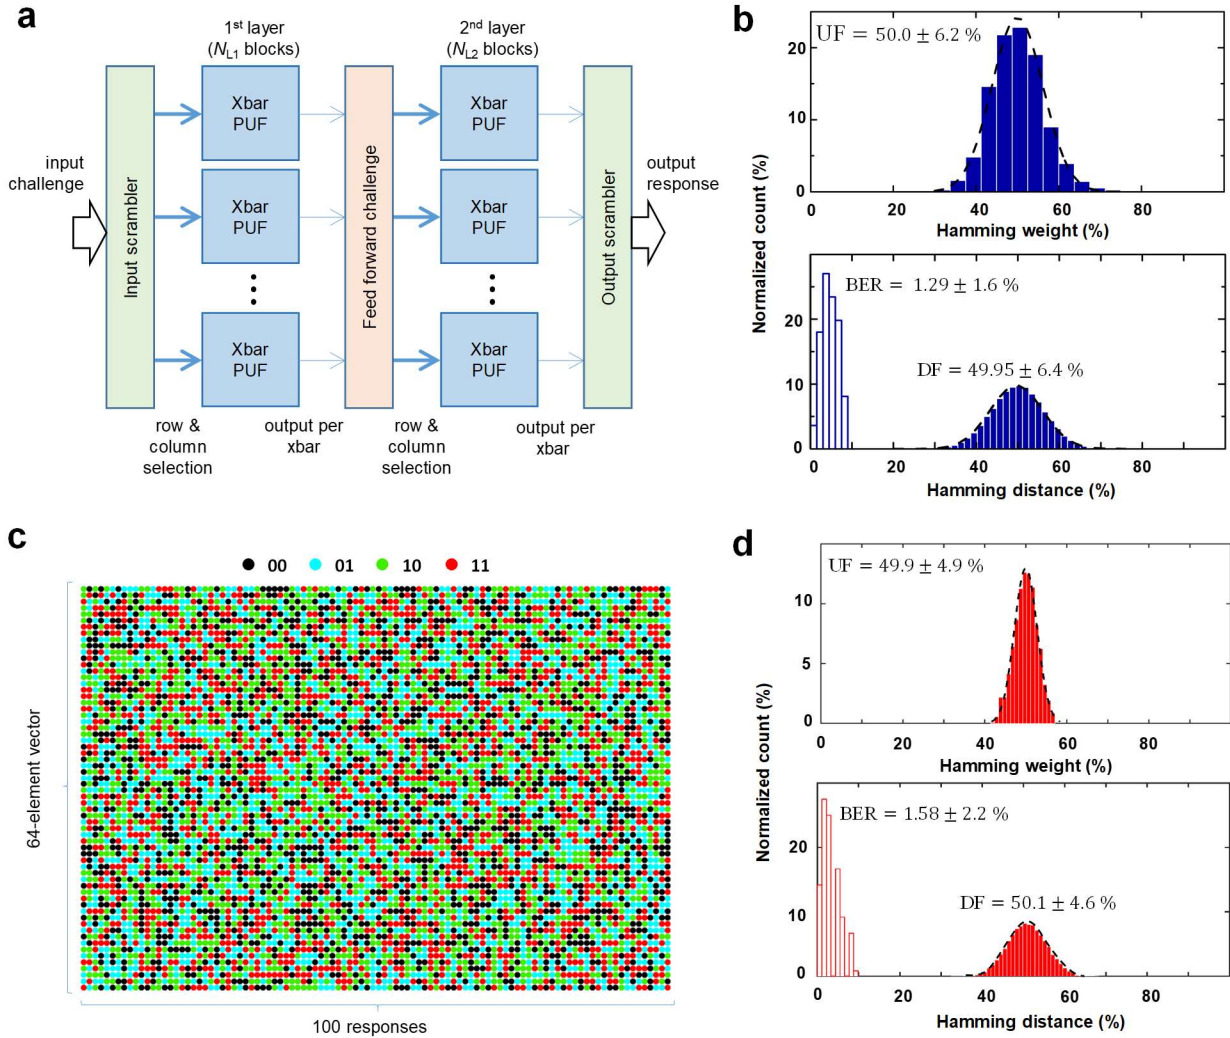 a
1st layer
(NL1 blocks)
2nd layer
(NL2 blocks)
input
challenge
Input scrambler
Xbar
PUF
Xbar
PUF
Xbar
PUF
Feed forward challenge
Xbar
PUF
Xbar
PUF
Xbar
PUF
Output scrambler
output
response
row &
column
selection
output per
xbar
row &
column
selection
output per
xbar
b
UF = 50.0 ± 6.2 %
20
10
0
0 20 40 60 80
Hamming weight (%)
Normalized count (%)
BER = 1.29 ± 1.6 %
DF = 49.95 ± 6.4 %
20
10
0
0 20 40 60 80
Hamming distance (%)
c
00 01 10 11
64-element vector
100 responses
d
UF = 49.9 ± 4.9 %
10
5
0
0 20 40 60 80
Hamming weight (%)
Normalized count (%)
BER = 1.58 ± 2.2 %
DF = 50.1 ± 4.6 %
20
10
0
0 20 40 60 80
Hamming distance (%)